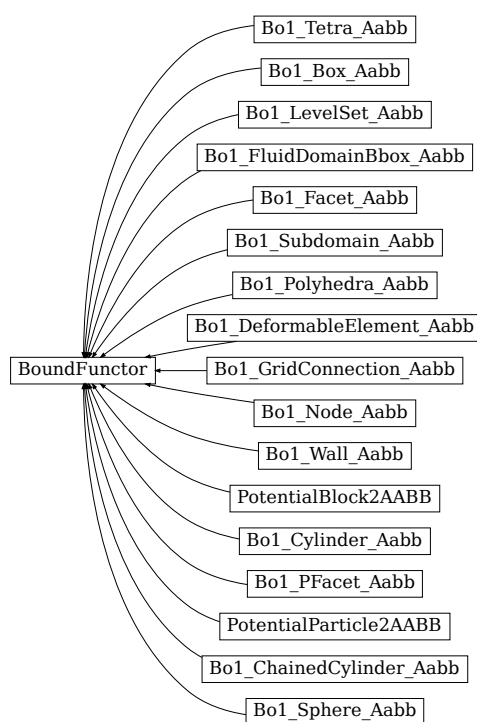 Bo1_Tetra_Aabb
Bo1_Box_Aabb
Bo1_LevelSet_Aabb
Bo1_FluidDomainBbox_Aabb
Bo1_Facet_Aabb
Bo1_Subdomain_Aabb
Bo1_Polyhedra_Aabb
Bo1_DeformableElement_Aabb
BoundFunctor
Bo1_GridConnection_Aabb
Bo1_Node_Aabb
Bo1_Wall_Aabb
PotentialBlock2AABB
Bo1_Cylinder_Aabb
Bo1_PFacet_Aabb
PotentialParticle2AABB
Bo1_ChainedCylinder_Aabb
Bo1_Sphere_Aabb